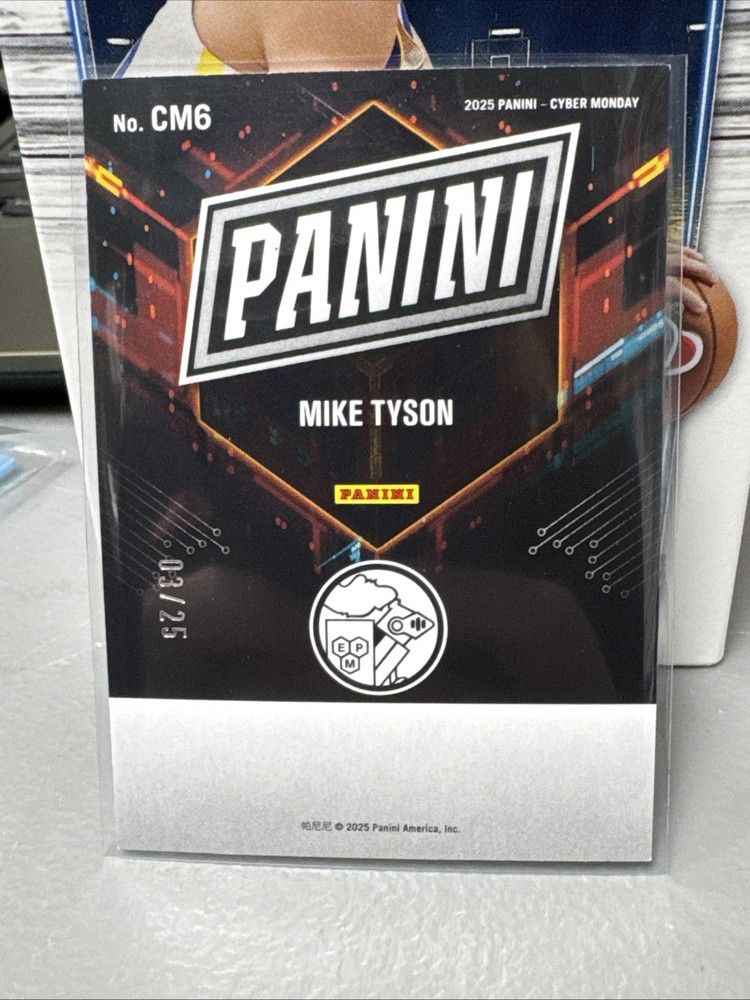 No. CM6
2025 PANINI – CYBER MONDAY
PANINI
MIKE TYSON
PANINI
03/25
E P
M
帕尼尼 © 2025 Panini America, Inc.